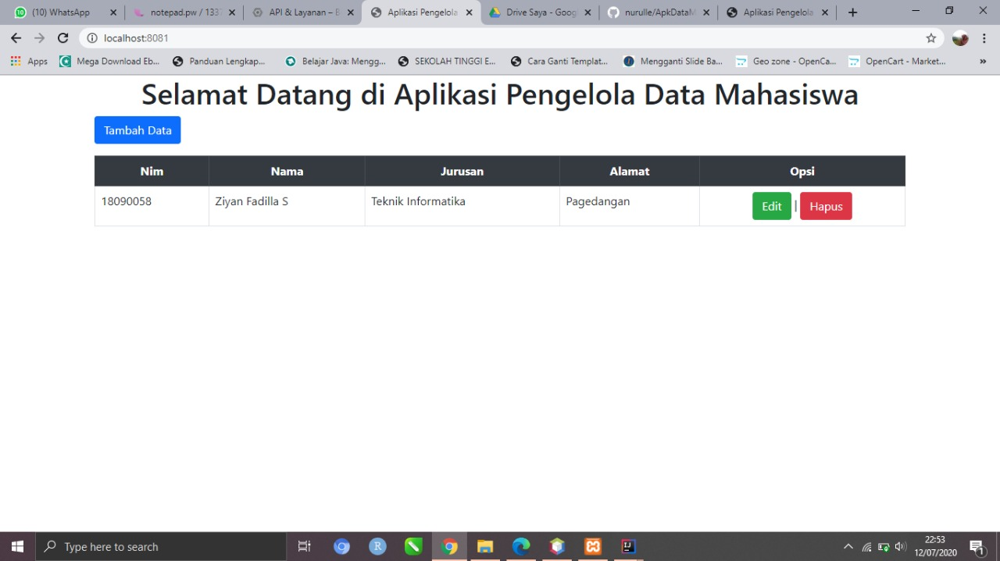 (10) WhatsApp
notepad.pw / 1337
API & Layanan – B
Aplikasi Pengelola
Drive Saya - Goog
nurulle/ApkDataM
Aplikasi Pengelola
localhost:8081
Apps
Mega Download Eb...
Panduan Lengkap...
Belajar Java: Mengg...
SEKOLAH TINGGI E...
Cara Ganti Templat...
Mengganti Slide Ba...
Geo zone - OpenCa...
OpenCart - Market...
Selamat Datang di Aplikasi Pengelola Data Mahasiswa
Tambah Data
Nim Nama Jurusan Alamat Opsi
18090058 Ziyan Fadilla S Teknik Informatika Pagedangan Edit | Hapus
Type here to search
22:53
12/07/2020